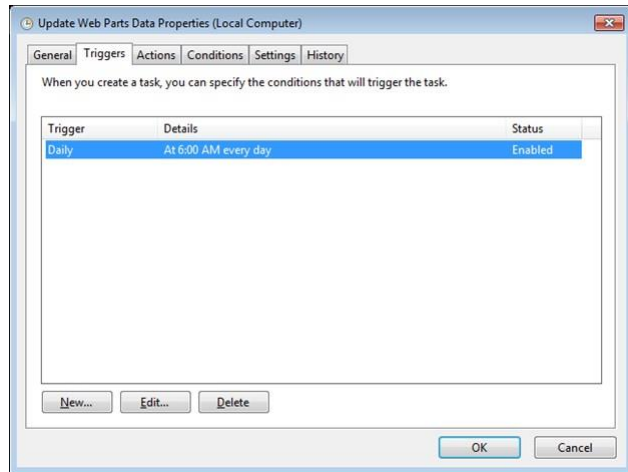 Update Web Parts Data Properties (Local Computer)
General Triggers Actions Conditions Settings History
When you create a task, you can specify the conditions that will trigger the task.
Trigger Details Status
Daily At 6:00 AM every day Enabled
New... Edit... Delete
OK Cancel